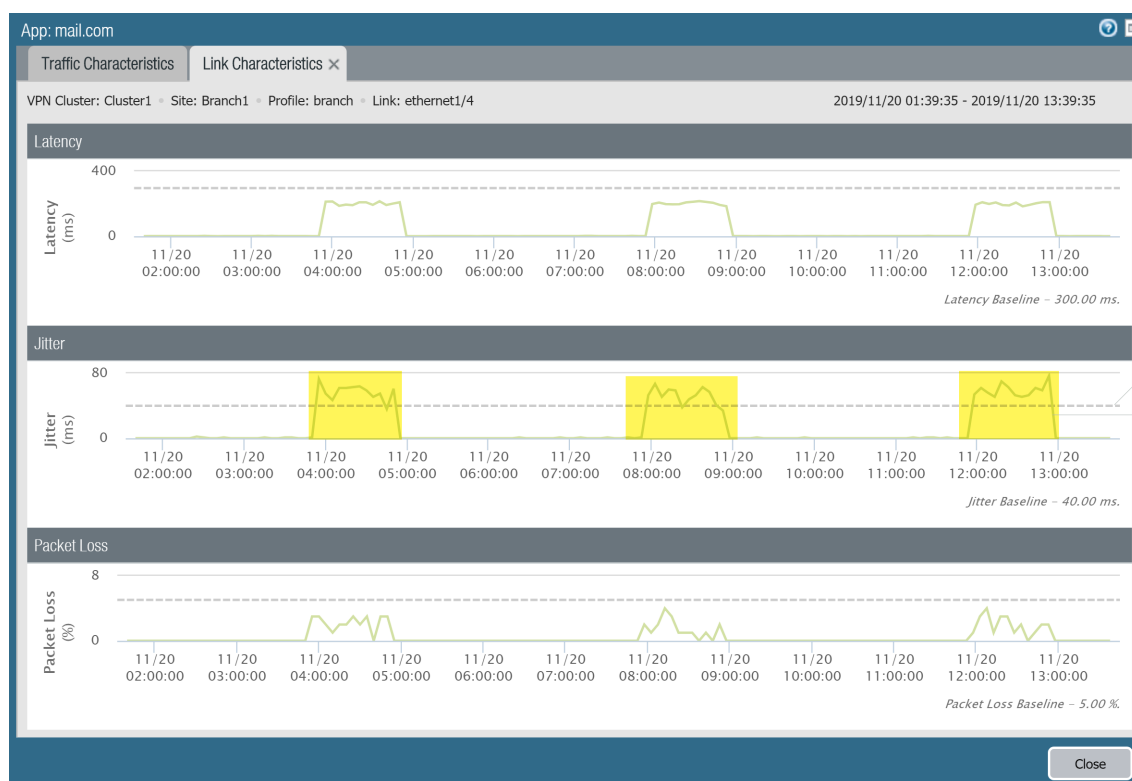 App: mail.com
Traffic Characteristics Link Characteristics
VPN Cluster: Cluster1 Site: Branch1 Profile: branch Link: ethernet1/4 2019/11/20 01:39:35 - 2019/11/20 13:39:35
Latency
400
Latency
(ms)
0
11/20 11/20 11/20 11/20 11/20 11/20 11/20 11/20 11/20 11/20 11/20 11/20
02:00:00 03:00:00 04:00:00 05:00:00 06:00:00 07:00:00 08:00:00 09:00:00 10:00:00 11:00:00 12:00:00 13:00:00
Latency Baseline – 300.00 ms.
Jitter
80
Jitter
(ms)
0
11/20 11/20 11/20 11/20 11/20 11/20 11/20 11/20 11/20 11/20 11/20 11/20
02:00:00 03:00:00 04:00:00 05:00:00 06:00:00 07:00:00 08:00:00 09:00:00 10:00:00 11:00:00 12:00:00 13:00:00
Jitter Baseline – 40.00 ms.
Packet Loss
8
Packet Loss
(%)
0
11/20 11/20 11/20 11/20 11/20 11/20 11/20 11/20 11/20 11/20 11/20 11/20
02:00:00 03:00:00 04:00:00 05:00:00 06:00:00 07:00:00 08:00:00 09:00:00 10:00:00 11:00:00 12:00:00 13:00:00
Packet Loss Baseline – 5.00 %.
Close